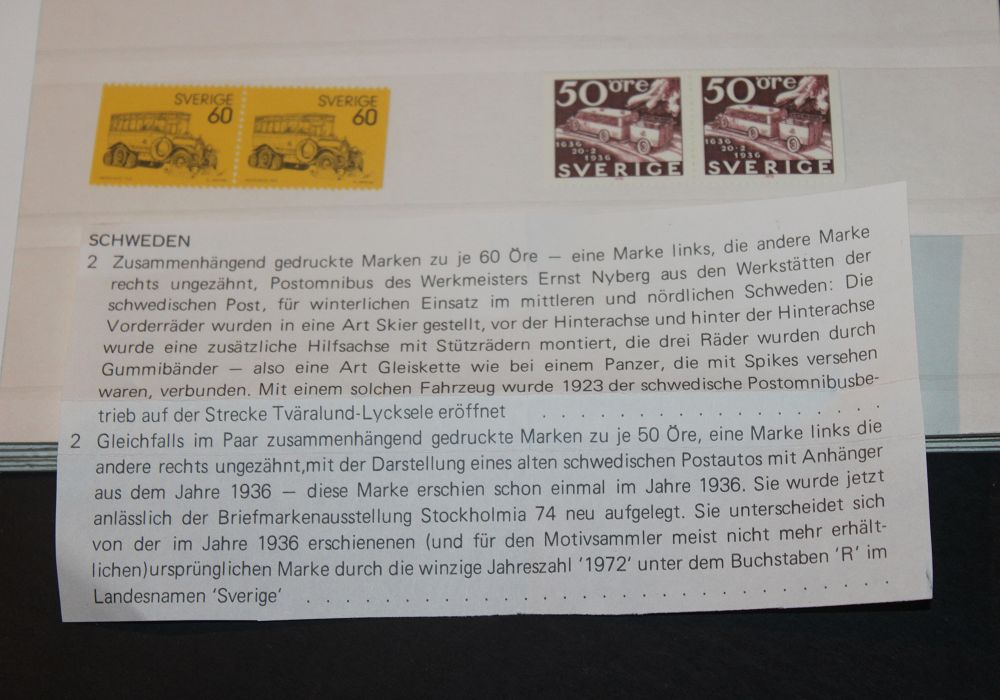 SVERIGE
60
SVERIGE
60
50 öre
1636
20·2
1936
SVERIGE
50 öre
1636
20·2
1936
SVERIGE
SCHWEDEN
2 Zusammenhängend gedruckte Marken zu je 60 Öre — eine Marke links, die andere Marke
rechts ungezähnt, Postomnibus des Werkmeisters Ernst Nyberg aus den Werkstätten der
schwedischen Post, für winterlichen Einsatz im mittleren und nördlichen Schweden: Die
Vorderräder wurden in eine Art Skier gestellt, vor der Hinterachse und hinter der Hinterachse
wurde eine zusätzliche Hilfsachse mit Stützrädern montiert, die drei Räder wurden durch
Gummibänder — also eine Art Gleiskette wie bei einem Panzer, die mit Spikes versehen
waren, verbunden. Mit einem solchen Fahrzeug wurde 1923 der schwedische Postomnibusbe-
trieb auf der Strecke Tväralund-Lycksele eröffnet . . . . . . . . . . . . . .
2 Gleichfalls im Paar zusammenhängend gedruckte Marken zu je 50 Öre, eine Marke links die
andere rechts ungezähnt,mit der Darstellung eines alten schwedischen Postautos mit Anhänger
aus dem Jahre 1936 — diese Marke erschien schon einmal im Jahre 1936. Sie wurde jetzt
anlässlich der Briefmarkenausstellung Stockholmia 74 neu aufgelegt. Sie unterscheidet sich
von der im Jahre 1936 erschienenen (und für den Motivsammler meist nicht mehr erhält-
lichen)ursprünglichen Marke durch die winzige Jahreszahl '1972' unter dem Buchstaben 'R' im
Landesnamen 'Sverige' . . . . . . . . . . . . . . . . . . . . . . .